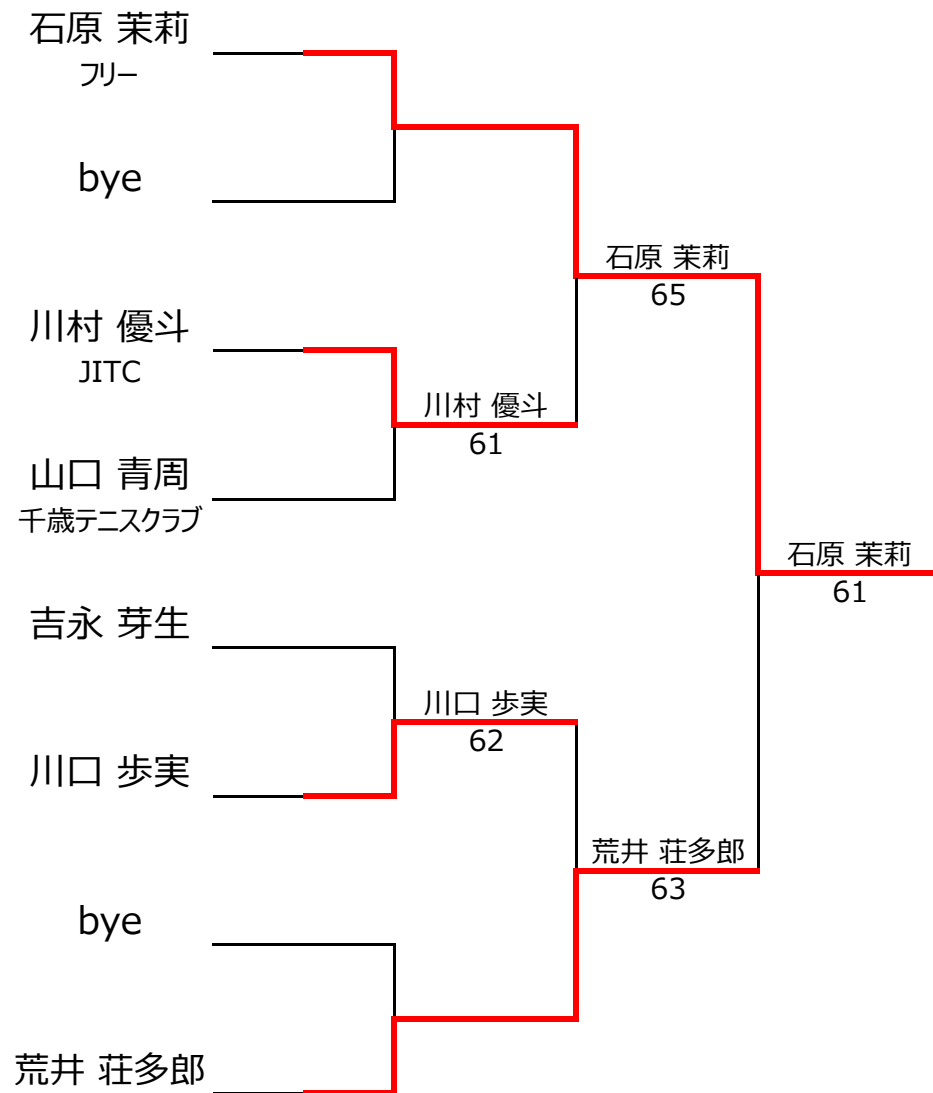 石原 茉莉
フリー
bye
川村 優斗
JITC
山口 青周
千歳テニスクラブ
吉永 芽生
川口 歩実
bye
荒井 荘多郎
川村 優斗
61
川口 歩実
62
石原 茉莉
65
荒井 荘多郎
63
石原 茉莉
61